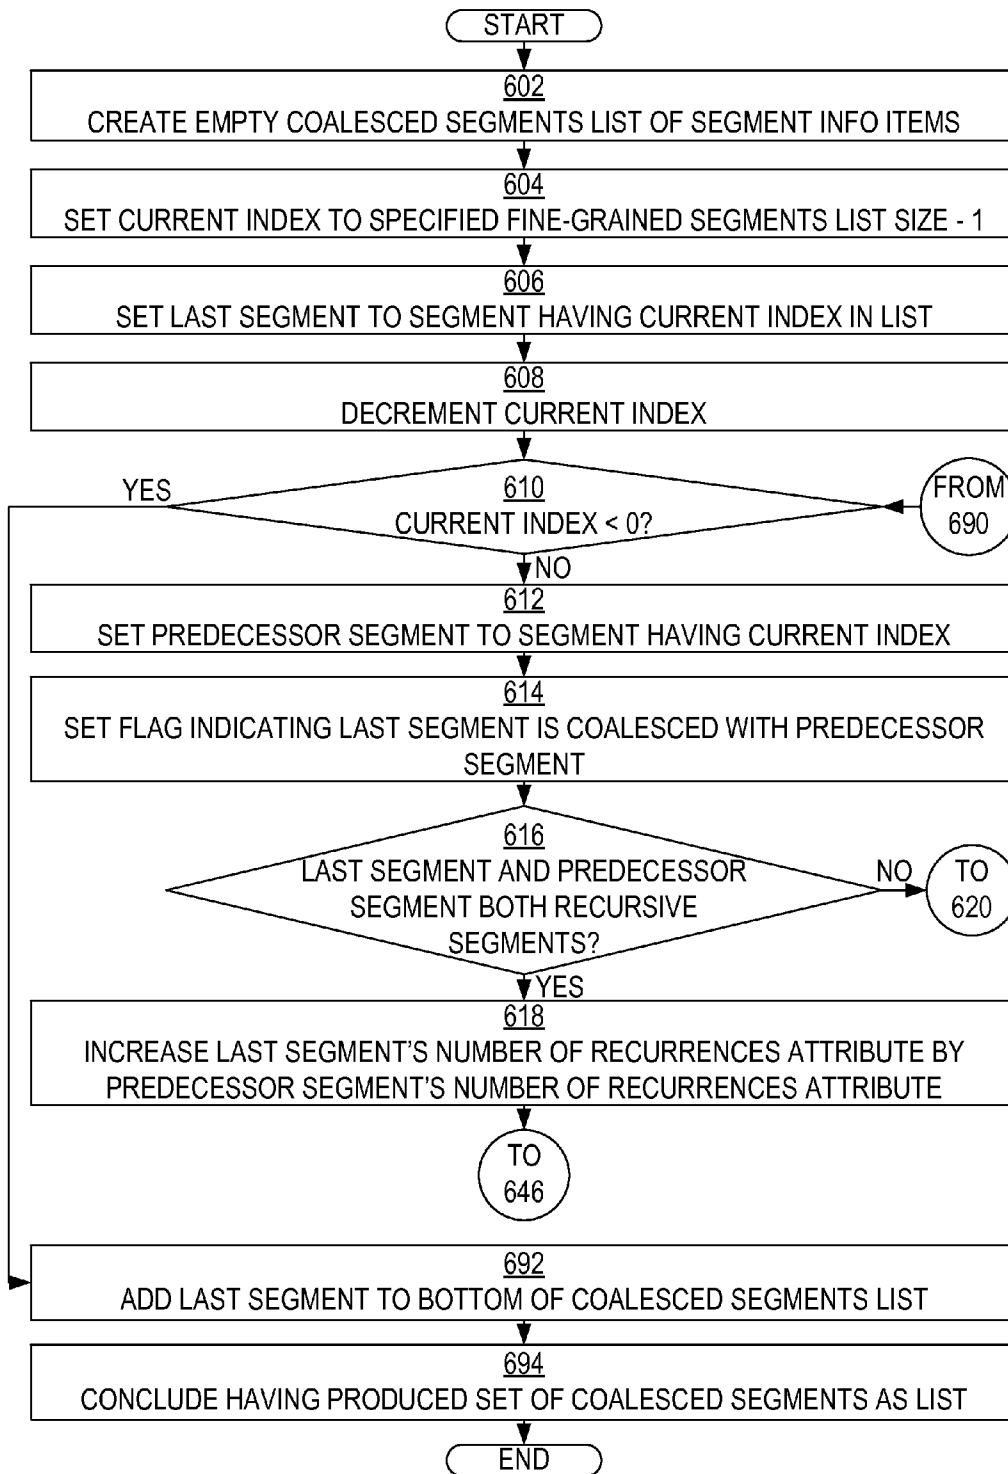 START
602
CREATE EMPTY COALESCED SEGMENTS LIST OF SEGMENT INFO ITEMS
604
SET CURRENT INDEX TO SPECIFIED FINE-GRAINED SEGMENTS LIST SIZE - 1
606
SET LAST SEGMENT TO SEGMENT HAVING CURRENT INDEX IN LIST
608
DECREMENT CURRENT INDEX
YES
610
CURRENT INDEX < 0?
FROM
690
NO
612
SET PREDECESSOR SEGMENT TO SEGMENT HAVING CURRENT INDEX
614
SET FLAG INDICATING LAST SEGMENT IS COALESCED WITH PREDECESSOR
SEGMENT
616
LAST SEGMENT AND PREDECESSOR
SEGMENT BOTH RECURSIVE
SEGMENTS?
NO
TO
620
YES
618
INCREASE LAST SEGMENT'S NUMBER OF RECURRENCES ATTRIBUTE BY
PREDECESSOR SEGMENT'S NUMBER OF RECURRENCES ATTRIBUTE
TO
646
692
ADD LAST SEGMENT TO BOTTOM OF COALESCED SEGMENTS LIST
694
CONCLUDE HAVING PRODUCED SET OF COALESCED SEGMENTS AS LIST
END